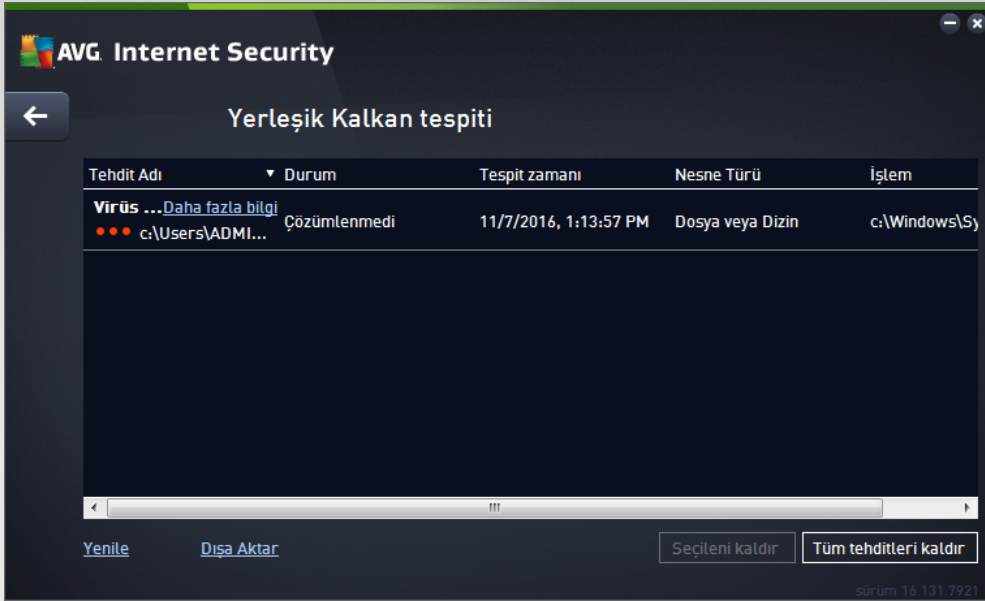 AVG Internet Security
Yerleşik Kalkan tespiti
Tehdit Adı Durum Tespit zamanı Nesne Türü İşlem
Virüs ... Daha fazla bilgi
c:\Users\ADMI... Çözümlenmedi 11/7/2016, 1:13:57 PM Dosya veya Dizin c:\Windows\Sy
Yenile Dışa Aktar Seçileni kaldır Tüm tehditleri kaldır
sürüm 16.131.7921